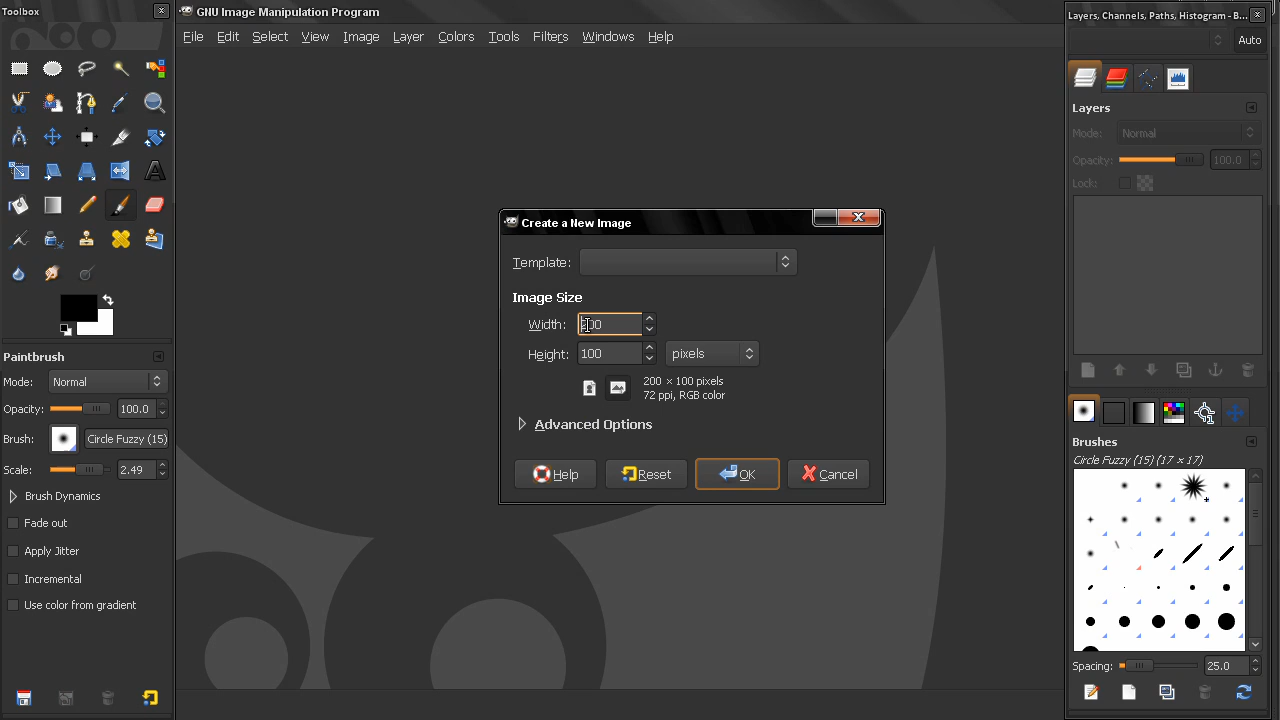 Toolbox
GNU Image Manipulation Program
Layers, Channels, Paths, Histogram - B...
File Edit Select View Image Layer Colors Tools Filters Windows Help
Auto
Layers
Mode: Normal
Opacity: 100.0
Lock:
Create a New Image
Template:
Image Size
Width: 200
Height: 100 pixels
200 × 100 pixels
72 ppi, RGB color
Advanced Options
Help Reset OK Cancel
Paintbrush
Mode: Normal
Opacity: 100.0
Brush: Circle Fuzzy (15)
Scale: 2.49
Brush Dynamics
Fade out
Apply Jitter
Incremental
Use color from gradient
Brushes
Circle Fuzzy (15) (17 × 17)
Spacing: 25.0